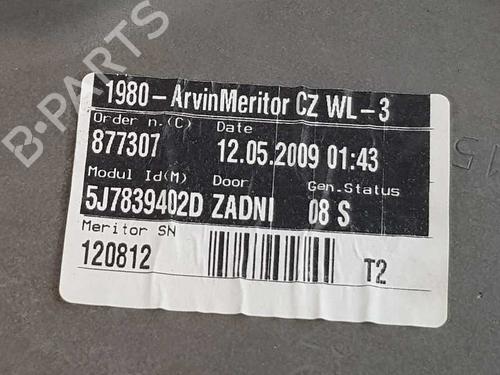 B-PARTS
1980-ArvinMeritor CZ WL-3
Order n.(C) Date
877307 12.05.2009 01:43
Modul Id(M) Door Gen.Status
5J7839402D ZADNI 08 S
Meritor SN
120812 T2
15